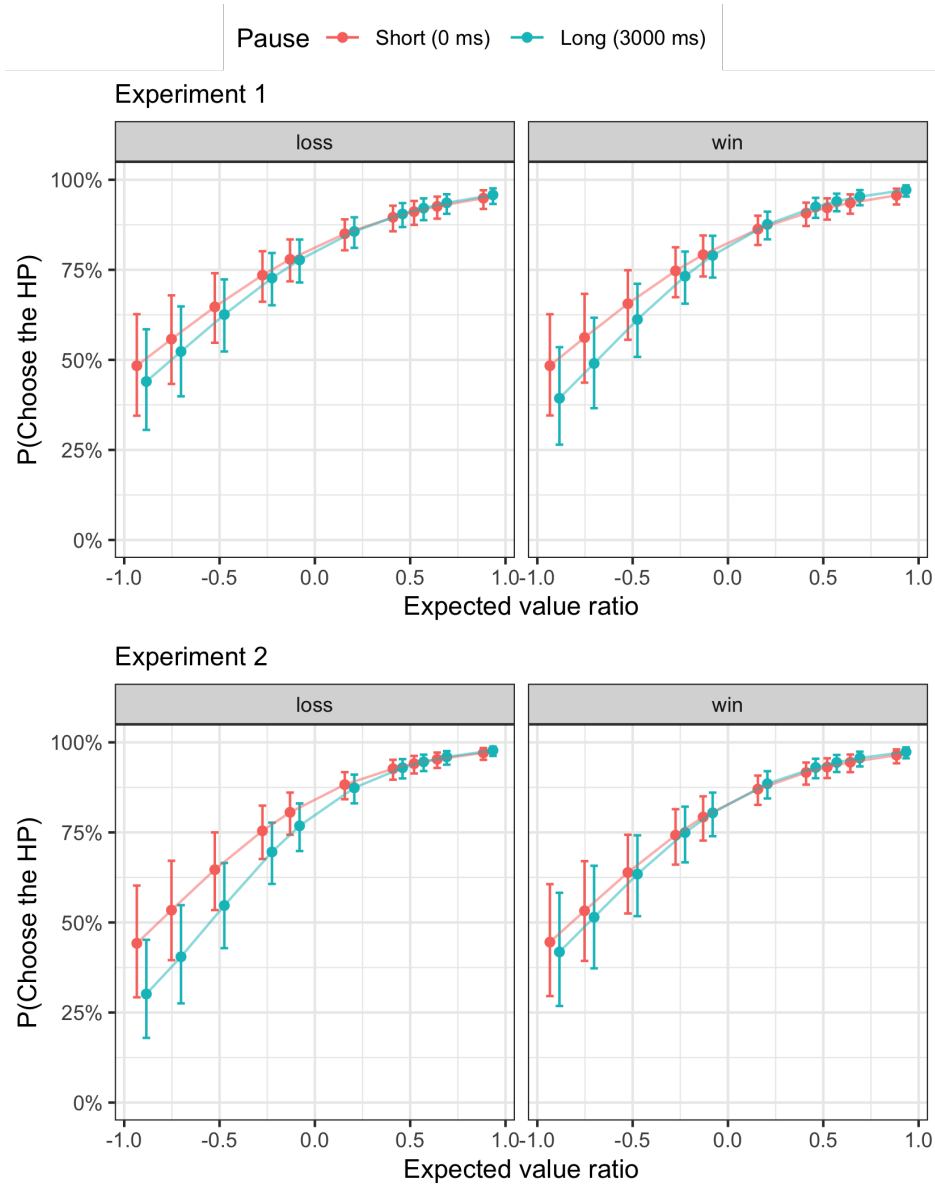 Pause Short (0 ms) Long (3000 ms)
Experiment 1
loss win
100%
75%
50%
25%
0%
P(Choose the HP)
-1.0 -0.5 0.0 0.5 1.0 -1.0 -0.5 0.0 0.5 1.0
Expected value ratio
Experiment 2
loss win
100%
75%
50%
25%
0%
P(Choose the HP)
-1.0 -0.5 0.0 0.5 1.0 -1.0 -0.5 0.0 0.5 1.0
Expected value ratio